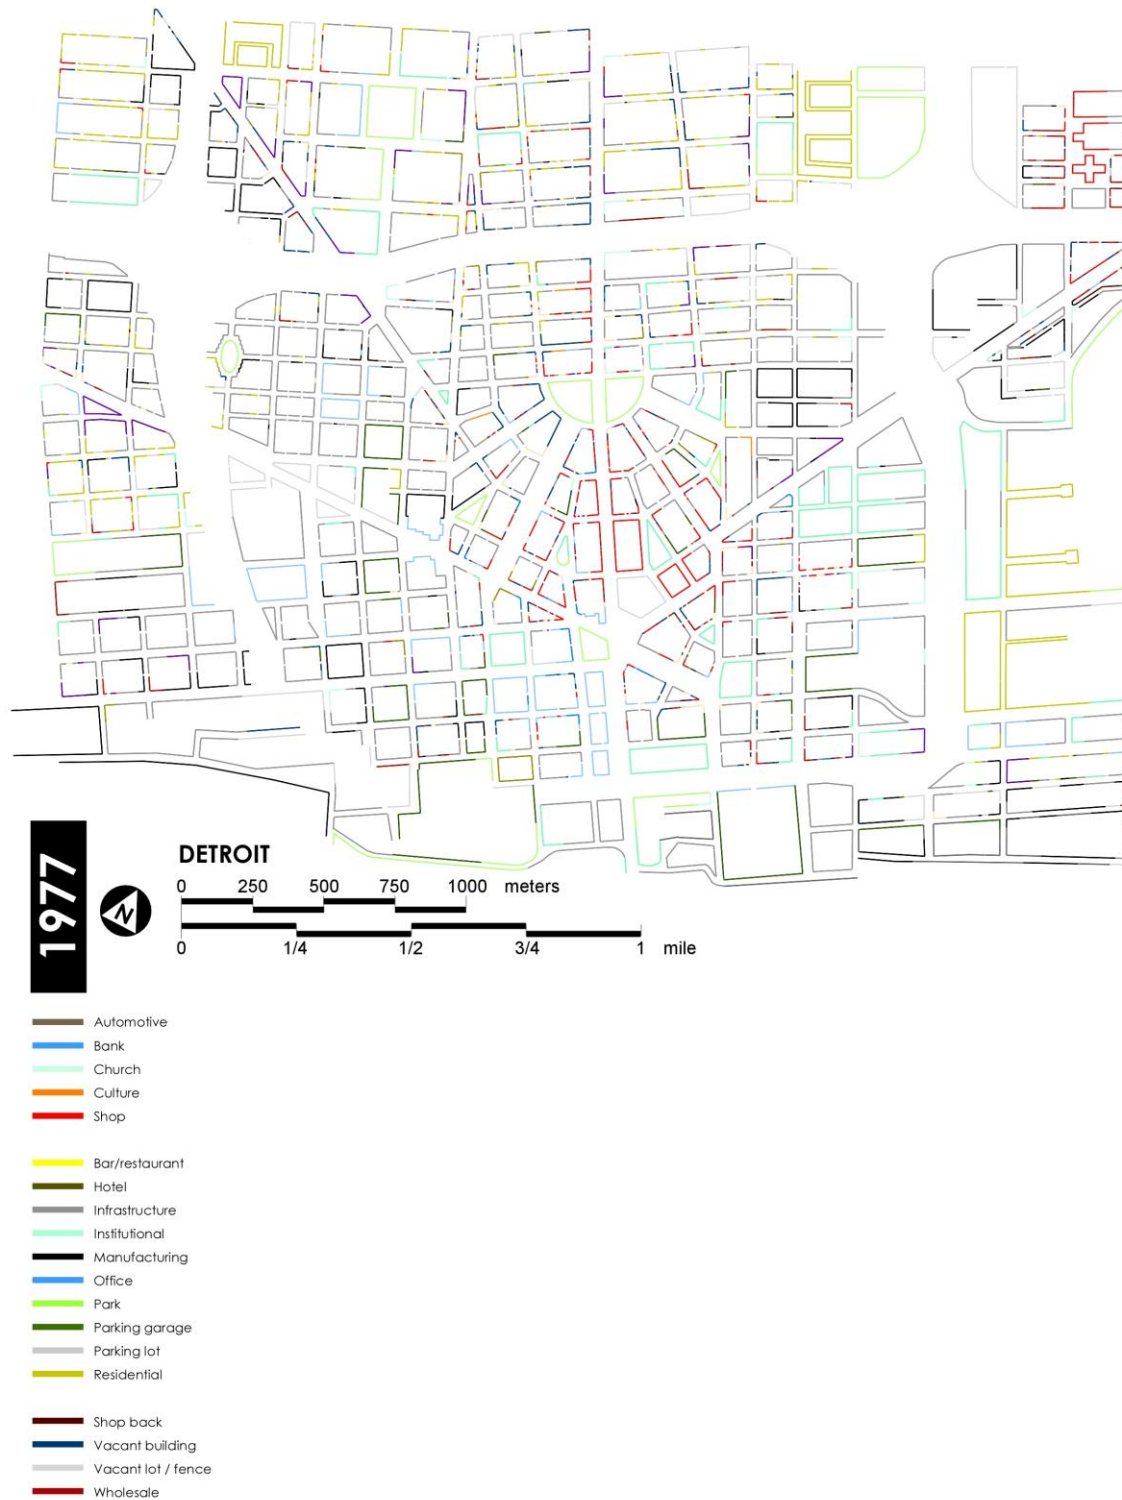 1977
N
DETROIT
0 250 500 750 1000 meters
0 1/4 1/2 3/4 1 mile
Automotive
Bank
Church
Culture
Shop
Bar/restaurant
Hotel
Infrastructure
Institutional
Manufacturing
Office
Park
Parking garage
Parking lot
Residential
Shop back
Vacant building
Vacant lot / fence
Wholesale